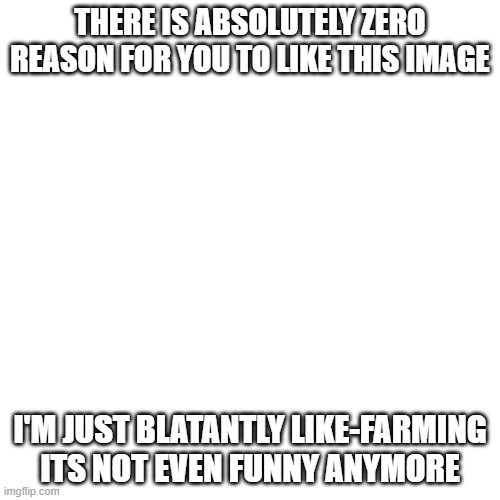 THERE IS ABSOLUTELY ZERO
REASON FOR YOU TO LIKE THIS IMAGE
I'M JUST BLATANTLY LIKE-FARMING
ITS NOT EVEN FUNNY ANYMORE
imgflip.com